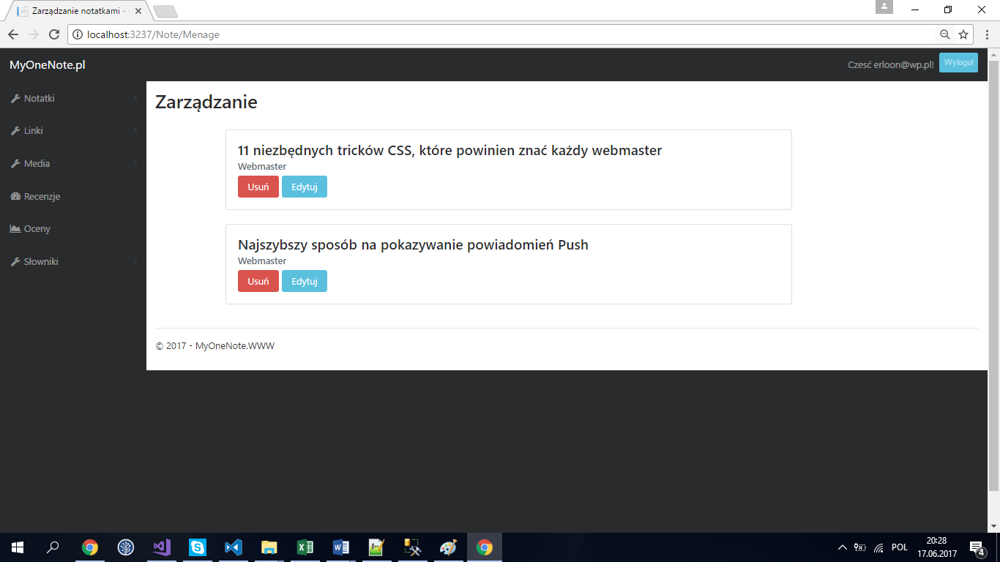 Zarządzanie notatkami -
localhost:3237/Note/Menage
MyOneNote.pl
Czesć erloon@wp.pl!
Wyloguj
Notatki
Linki
Media
Recenzje
Oceny
Słowniki
Zarządzanie
11 niezbędnych tricków CSS, które powinien znać każdy webmaster
Webmaster
Usuń Edytuj
Najszybszy sposób na pokazywanie powiadomień Push
Webmaster
Usuń Edytuj
© 2017 - MyOneNote.WWW
POL
20:28
17.06.2017
4